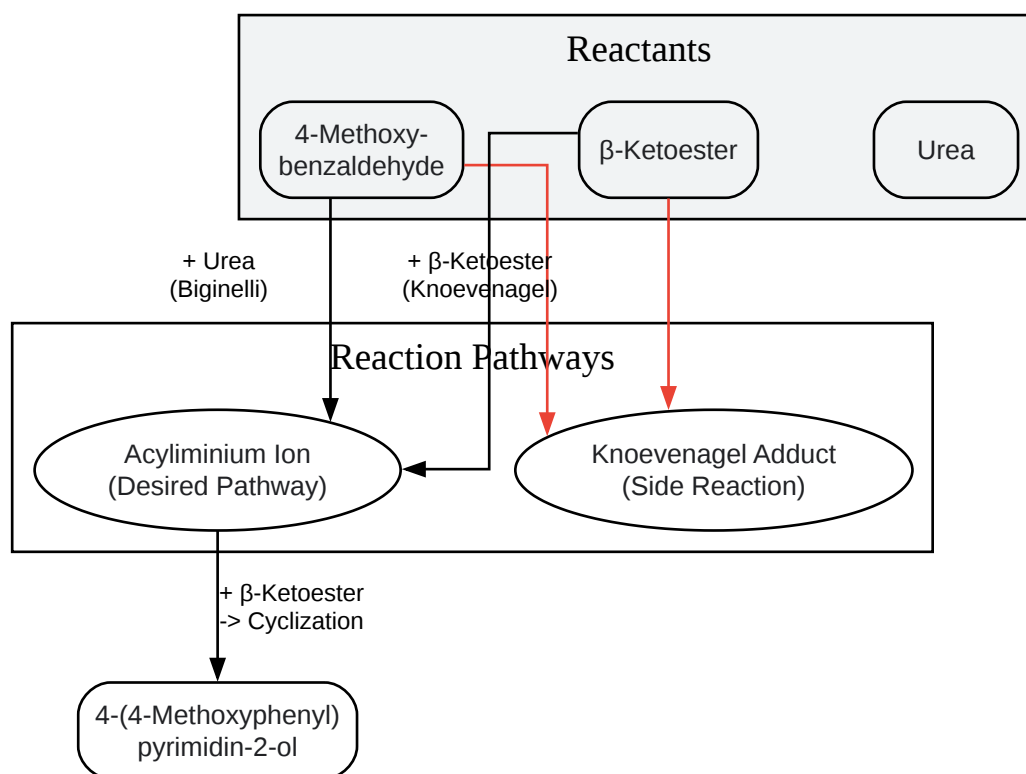 Reactants
4-Methoxy-
benzaldehyde
β-Ketoester
Urea
+ Urea
(Biginelli)
+ β-Ketoester
(Knoevenagel)
Reaction Pathways
Acyliminium Ion
(Desired Pathway)
Knoevenagel Adduct
(Side Reaction)
+ β-Ketoester
-> Cyclization
4-(4-Methoxyphenyl)
pyrimidin-2-ol